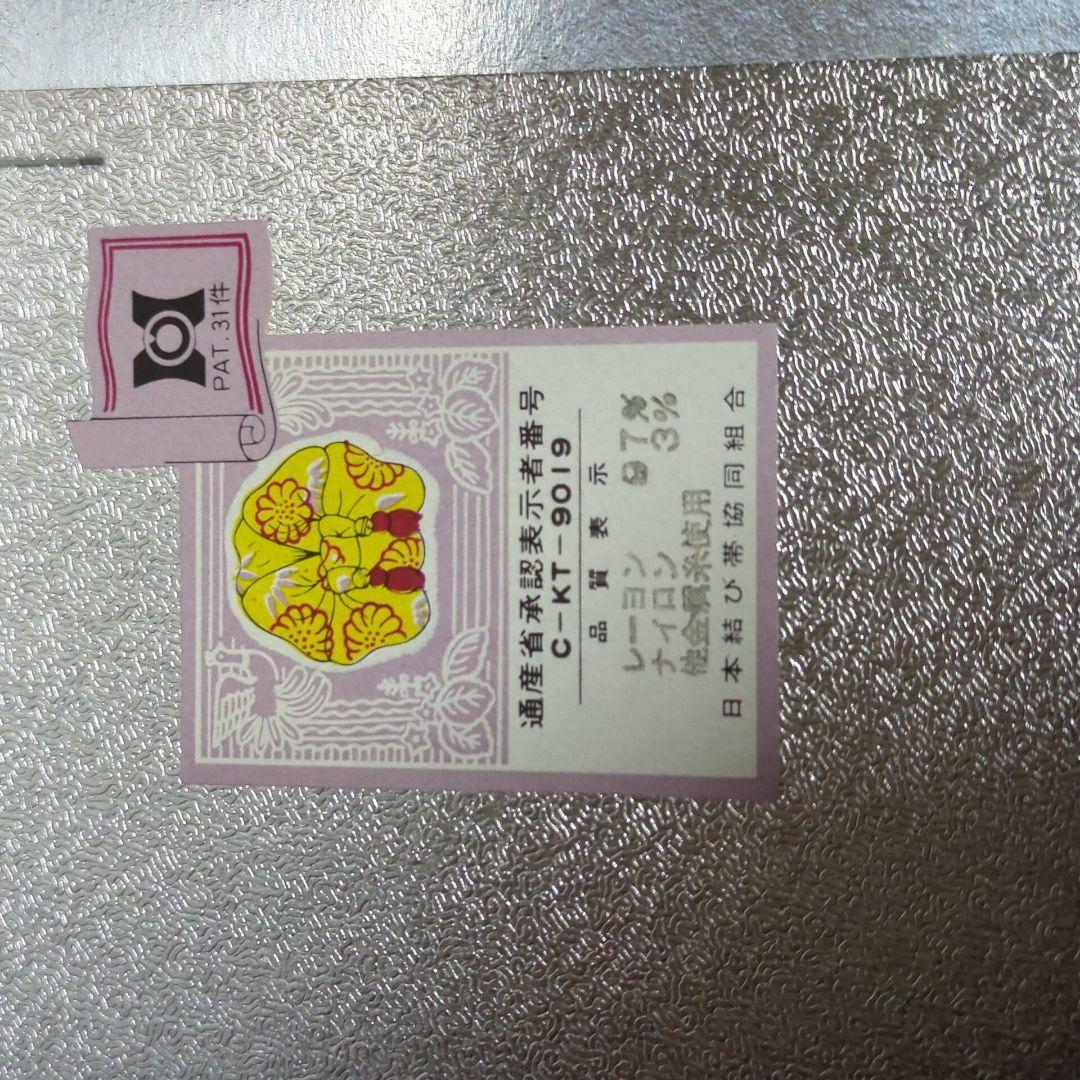 PAT.31件
通産省承認表示者番号
C-KT-9019
品質表示
レーヨン 97%
ナイロン 3%
他金属糸使用
日本結び帯協同組合